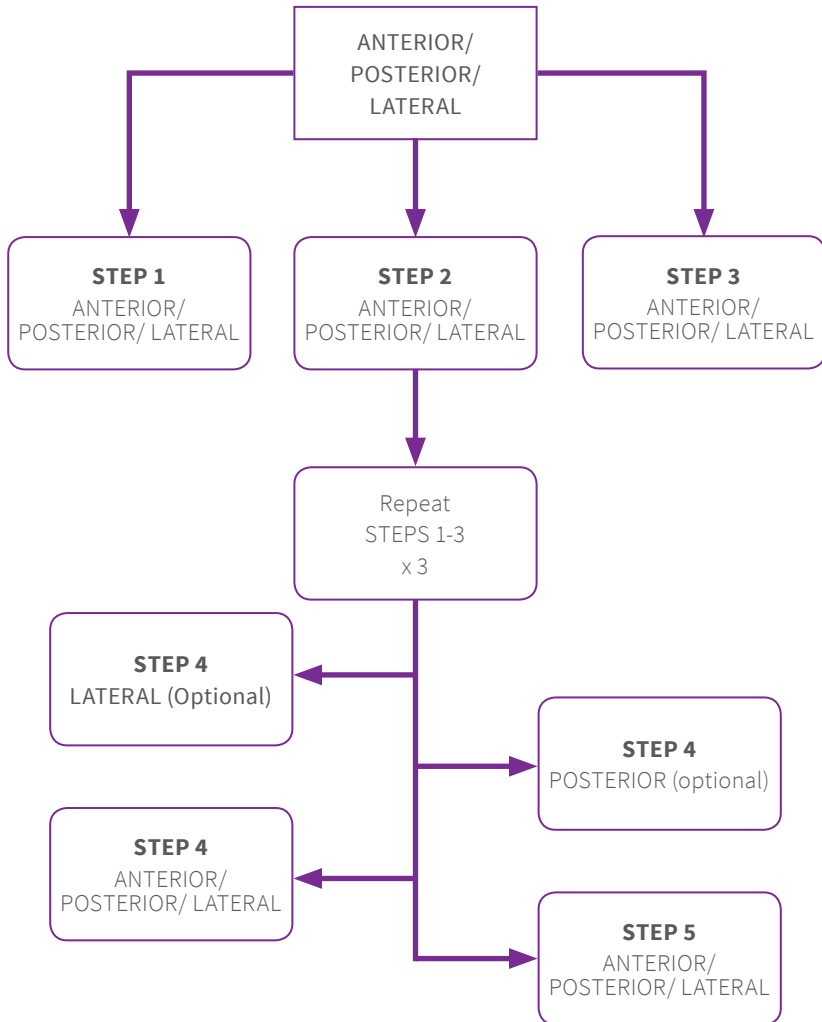 ANTERIOR/
POSTERIOR/
LATERAL
STEP 1
ANTERIOR/
POSTERIOR/ LATERAL
STEP 2
ANTERIOR/
POSTERIOR/ LATERAL
STEP 3
ANTERIOR/
POSTERIOR/ LATERAL
Repeat
STEPS 1-3
x 3
STEP 4
LATERAL (Optional)
STEP 4
POSTERIOR (optional)
STEP 4
ANTERIOR/
POSTERIOR/ LATERAL
STEP 5
ANTERIOR/
POSTERIOR/ LATERAL